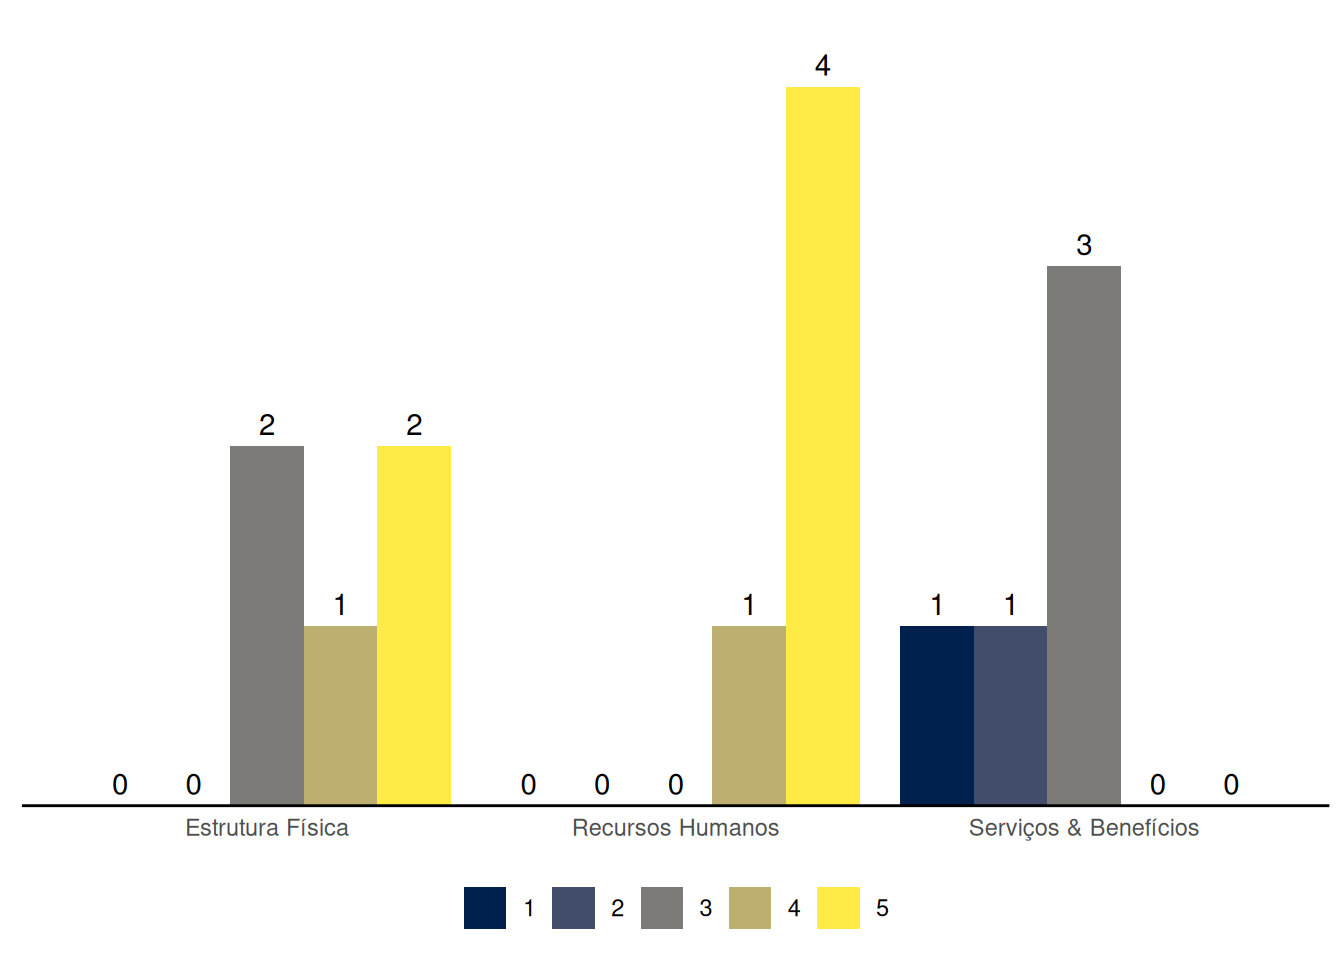 4
3
2 2
1 1 1 1
0 0 0 0 0 0 0
Estrutura Física Recursos Humanos Serviços & Benefícios
1 2 3 4 5